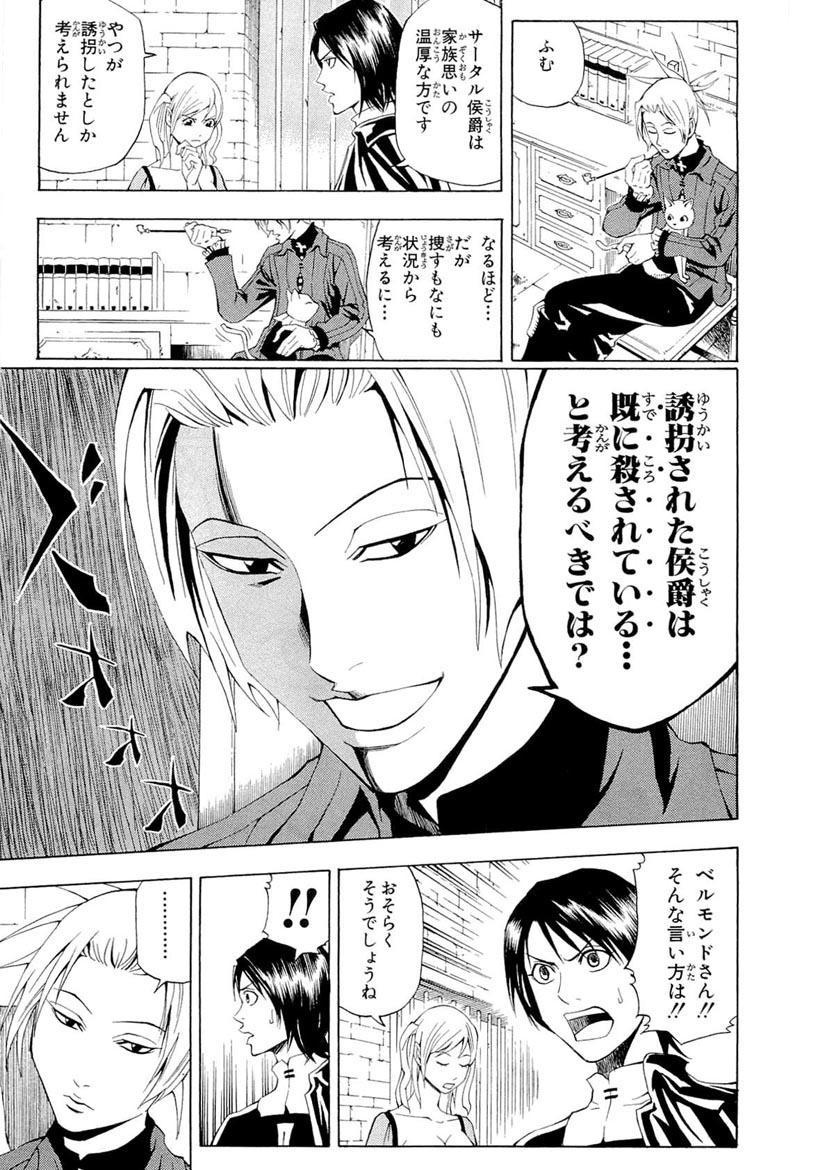 ふむ
サータル侯爵は
家族思いの
温厚な方です
やつが
誘拐したとしか
考えられません
なるほど…
だが
捜すもなにも
状況から
考えるに…
誘拐された侯爵は
既に殺されている…
と考えるべきでは?
ベルモンドさん!!
そんな言い方は!!
おそらく
そうでしょうね
!!
………